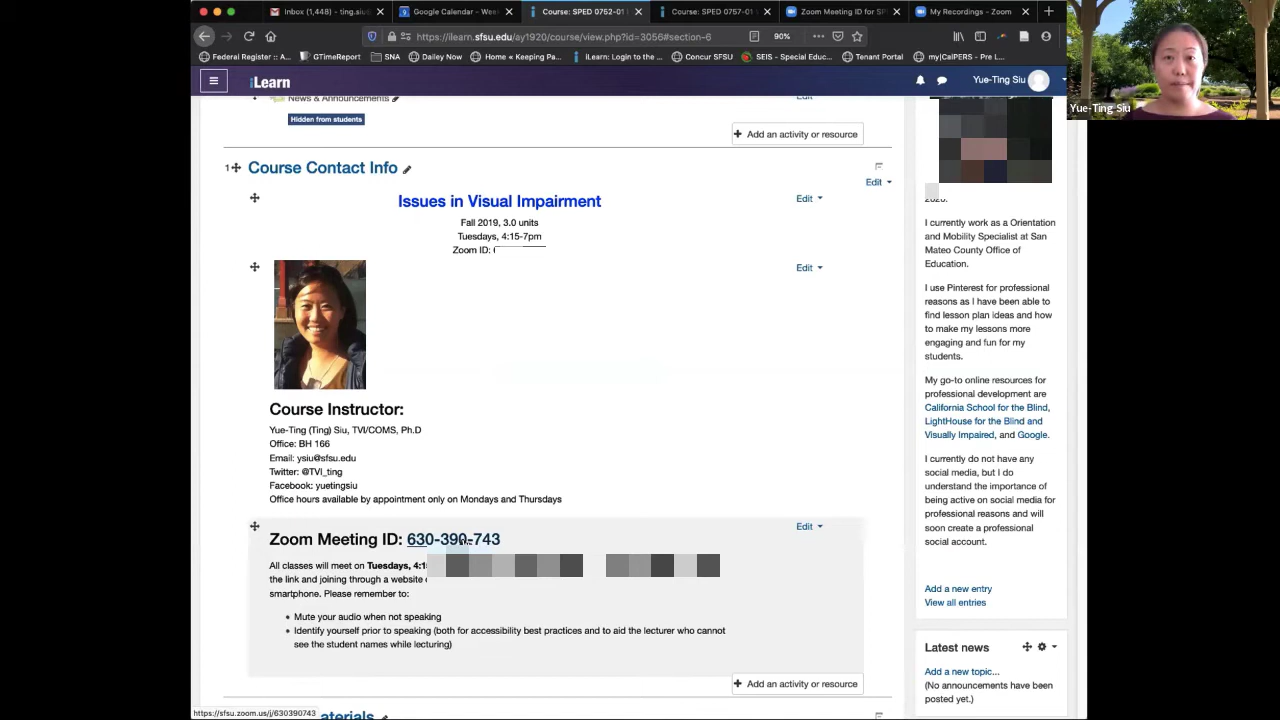 Inbox (1,448) - ting.siu@
Google Calendar - Wee
Course: SPED 0752-01
Course: SPED 0757-01
Zoom Meeting ID for SP
My Recordings - Zoom
https://ilearn.sfsu.edu/ay1920/course/view.php?id=3056#section-6
90%
Federal Register :: A...
GTimeReport
SNA
Dailey Now
Home « Keeping Pa...
iLearn: Login to the ...
Concur SFSU
SEIS - Special Educ...
Tenant Portal
my|CalPERS - Pre L...
iLearn
Yue-Ting Siu
Yue-Ting Siu
News & Announcements
Edit
Hidden from students
Add an activity or resource
1
Course Contact Info
Edit
Issues in Visual Impairment
Edit
Fall 2019, 3.0 units
Tuesdays, 4:15-7pm
Zoom ID:
Edit
Course Instructor:
Yue-Ting (Ting) Siu, TVI/COMS, Ph.D
Office: BH 166
Email: ysiu@sfsu.edu
Twitter: @TVI_ting
Facebook: yuetingsiu
Office hours available by appointment only on Mondays and Thursdays
Edit
Zoom Meeting ID: 630-390-743
All classes will meet on Tuesdays, 4:1
the link and joining through a website
smartphone. Please remember to:
Mute your audio when not speaking
Identify yourself prior to speaking (both for accessibility best practices and to aid the lecturer who cannot
see the student names while lecturing)
Add an activity or resource
aterials
https://sfsu.zoom.us/j/630390743
2020.
I currently work as a Orientation
and Mobility Specialist at San
Mateo County Office of
Education.
I use Pinterest for professional
reasons as I have been able to
find lesson plan ideas and how
to make my lessons more
engaging and fun for my
students.
My go-to online resources for
professional development are
California School for the Blind,
LightHouse for the Blind and
Visually Impaired, and Google.
I currently do not have any
social media, but I do
understand the importance of
being active on social media for
professional reasons and will
soon create a professional
social account.
Add a new entry
View all entries
Latest news
Add a new topic...
(No announcements have been
posted yet.)